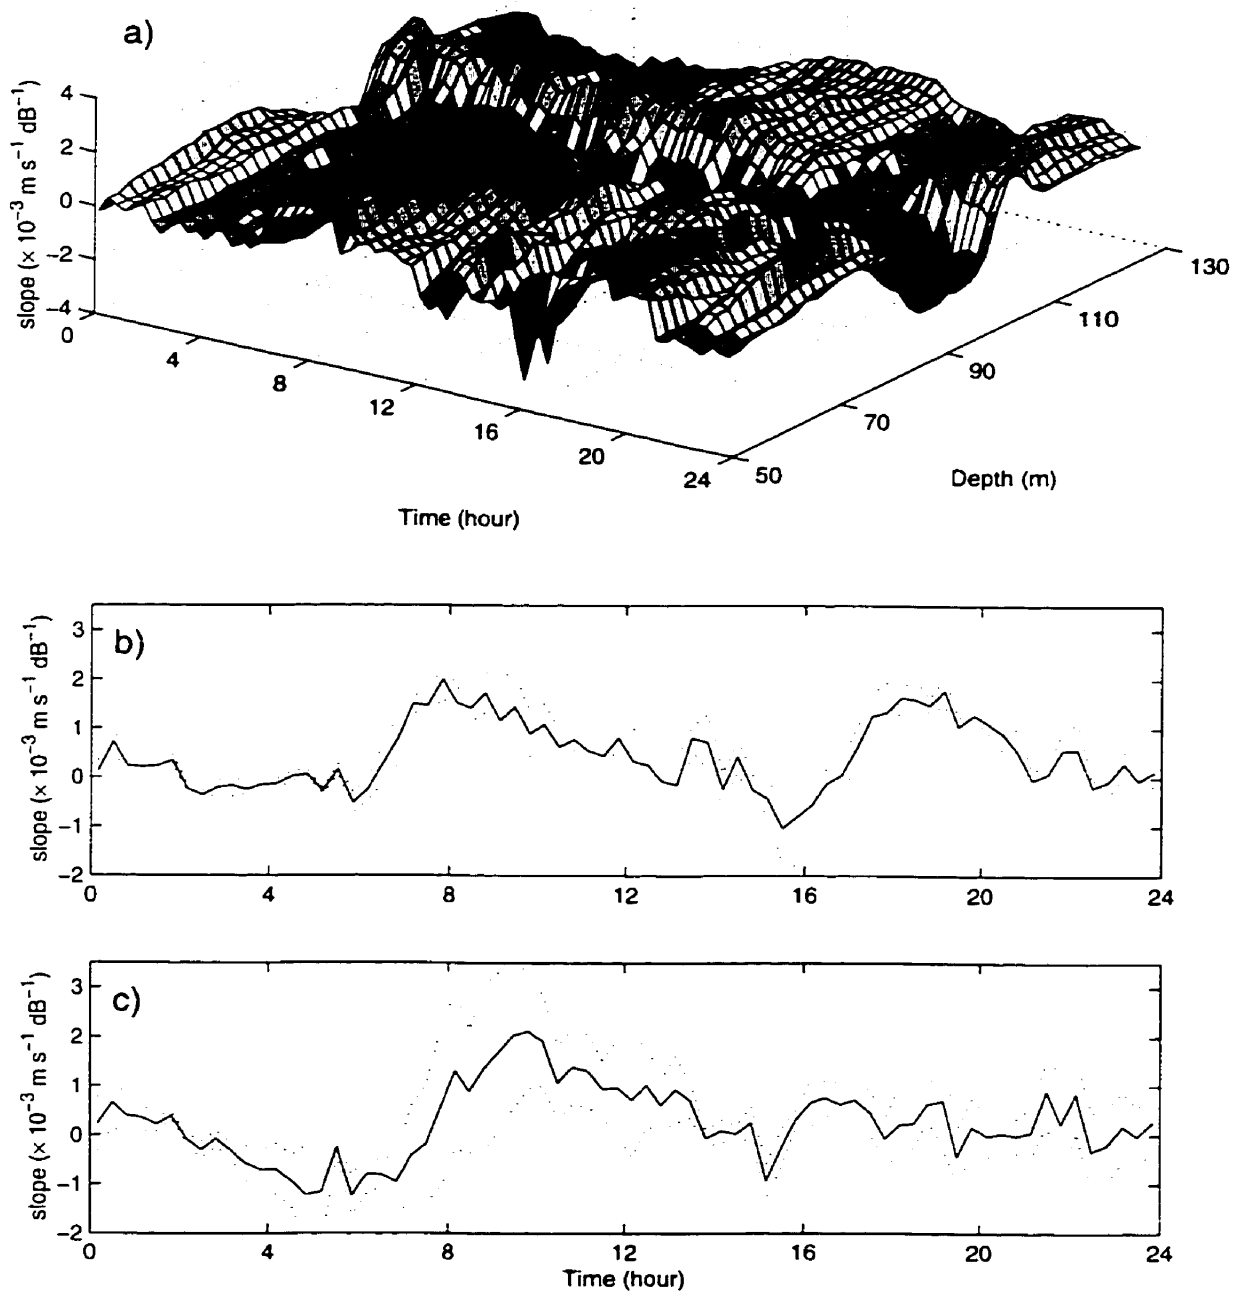 a)
slope (× 10⁻³ m s⁻¹ dB⁻¹)
4
2
0
−2
−4
0
4
8
12
16
20
24
50
70
90
110
130
Time (hour)
Depth (m)
b)
slope (× 10⁻³ m s⁻¹ dB⁻¹)
3
2
1
0
−1
−2
0 4 8 12 16 20 24
c)
slope (× 10⁻³ m s⁻¹ dB⁻¹)
3
2
1
0
−1
−2
0 4 8 12 16 20 24
Time (hour)